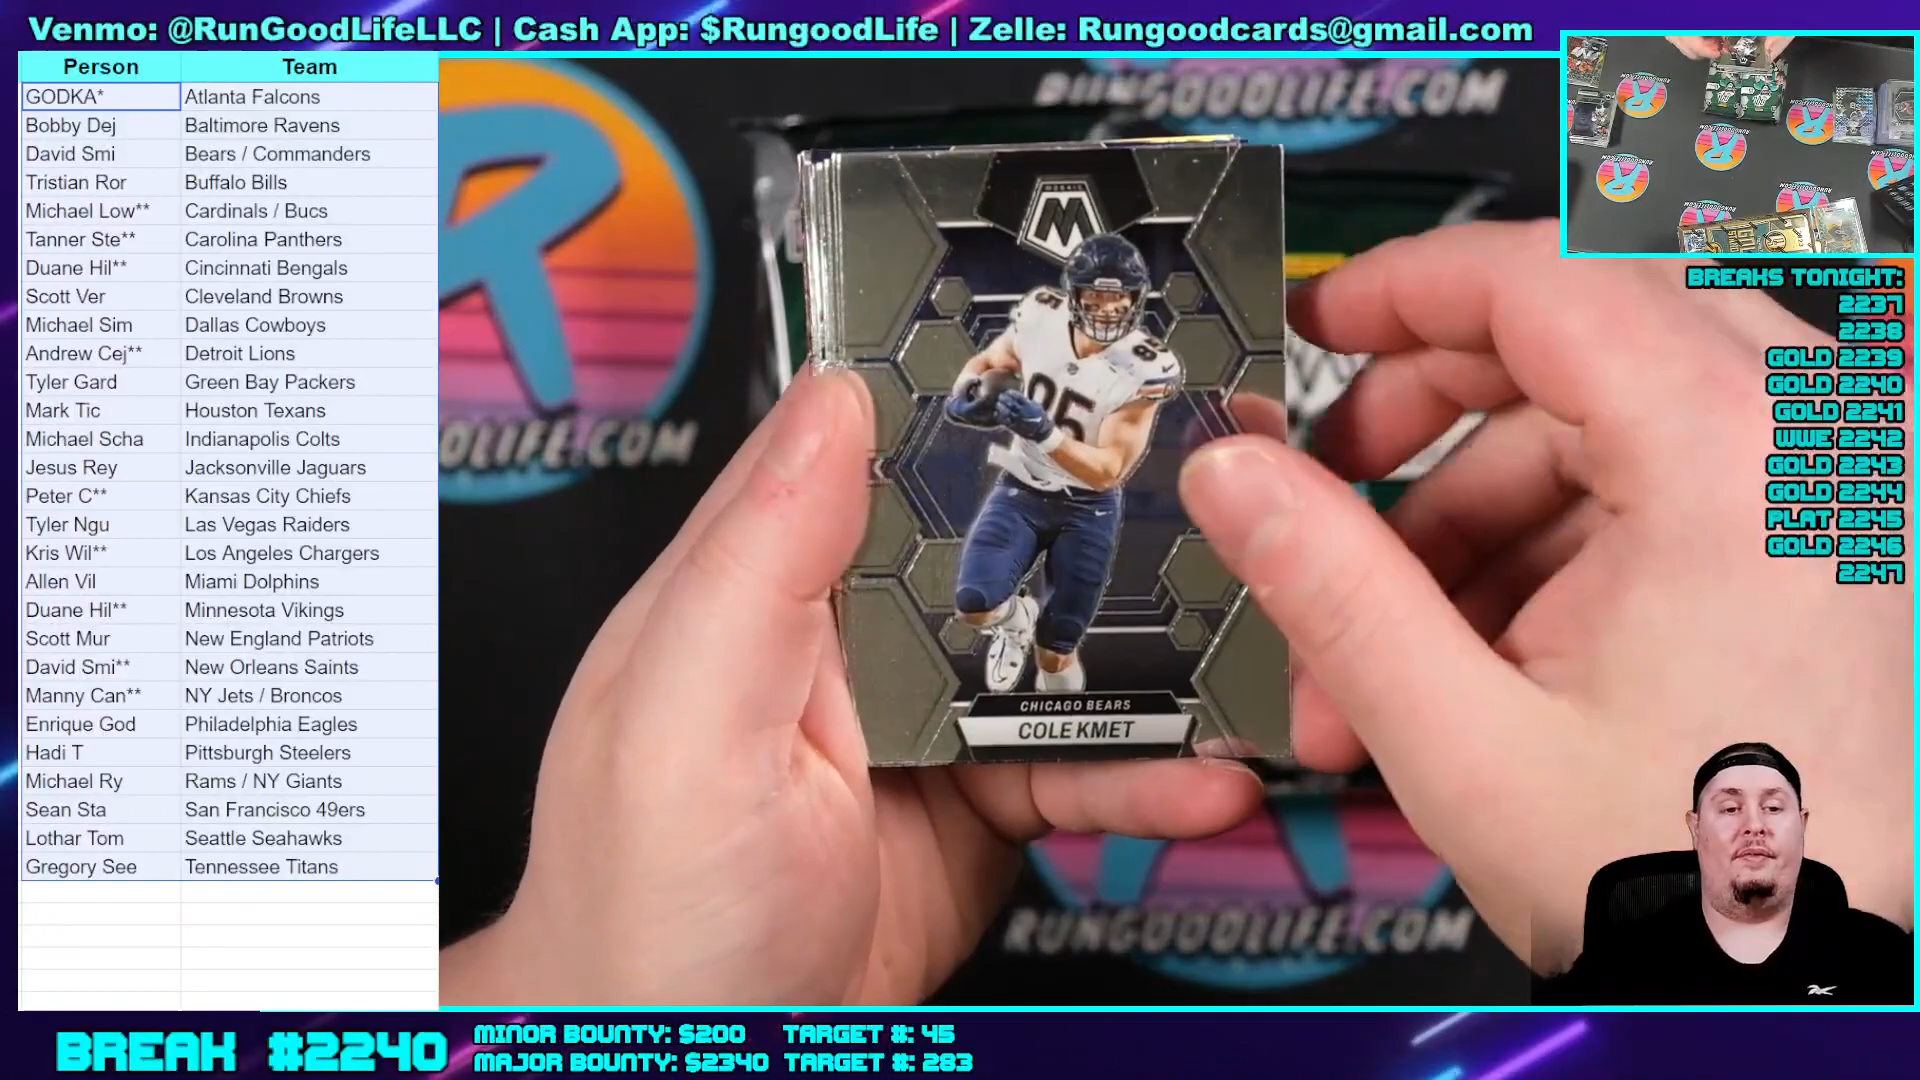 Venmo: @RunGoodLifeLLC | Cash App: $RungoodLife | Zelle: Rungoodcards@gmail.com
Person Team
GODKA* Atlanta Falcons
Bobby Dej Baltimore Ravens
David Smi Bears / Commanders
Tristian Ror Buffalo Bills
Michael Low** Cardinals / Bucs
Tanner Ste** Carolina Panthers
Duane Hil** Cincinnati Bengals
Scott Ver Cleveland Browns
Michael Sim Dallas Cowboys
Andrew Cej** Detroit Lions
Tyler Gard Green Bay Packers
Mark Tic Houston Texans
Michael Scha Indianapolis Colts
Jesus Rey Jacksonville Jaguars
Peter C** Kansas City Chiefs
Tyler Ngu Las Vegas Raiders
Kris Wil** Los Angeles Chargers
Allen Vil Miami Dolphins
Duane Hil** Minnesota Vikings
Scott Mur New England Patriots
David Smi** New Orleans Saints
Manny Can** NY Jets / Broncos
Enrique God Philadelphia Eagles
Hadi T Pittsburgh Steelers
Michael Ry Rams / NY Giants
Sean Sta San Francisco 49ers
Lothar Tom Seattle Seahawks
Gregory See Tennessee Titans
RUNGOODLIFE.COM
OLIFE.COM
MOSAIC
M
85
85
85
CHICAGO BEARS
COLE KMET
RUNGOODLIFE.COM
BREAKS TONIGHT:
2237
2238
GOLD 2239
GOLD 2240
GOLD 2241
WWE 2242
GOLD 2243
GOLD 2244
PLAT 2245
GOLD 2246
2247
BREAK #2240
MINOR BOUNTY: $200 TARGET #: 45
MAJOR BOUNTY: $2340 TARGET #: 283